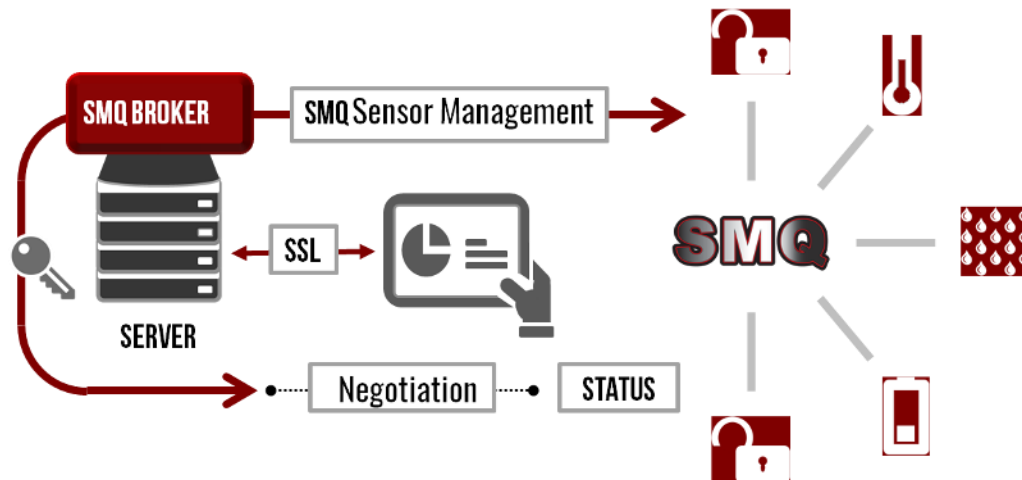 SMQ BROKER
SMQ Sensor Management
SMQ
SSL
SERVER
Negotiation
STATUS